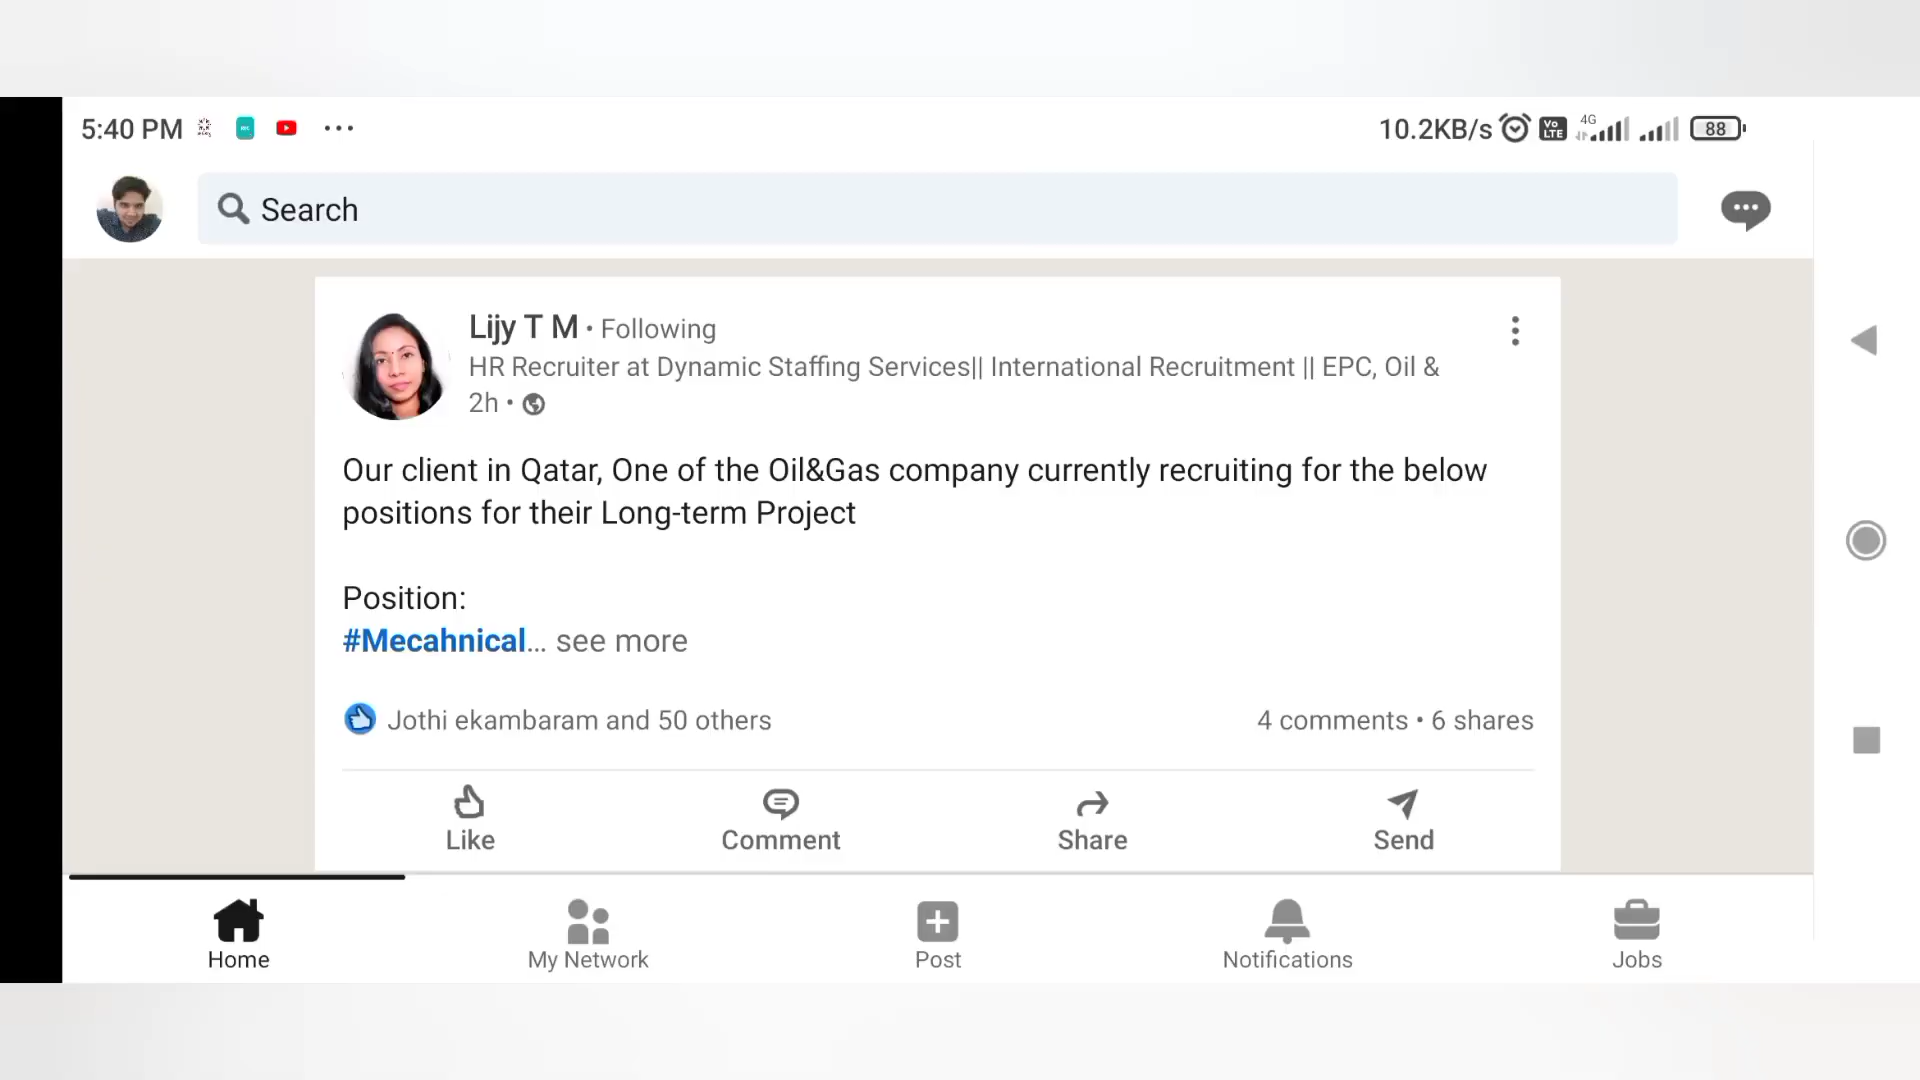 5:40 PM ... 10.2KB/s Vo LTE 4G 88
Search
Lijy T M • Following
HR Recruiter at Dynamic Staffing Services|| International Recruitment || EPC, Oil &
2h •
Our client in Qatar, One of the Oil&Gas company currently recruiting for the below
positions for their Long-term Project
Position:
#Mecahnical... see more
Jothi ekambaram and 50 others 4 comments • 6 shares
Like Comment Share Send
Home My Network Post Notifications Jobs